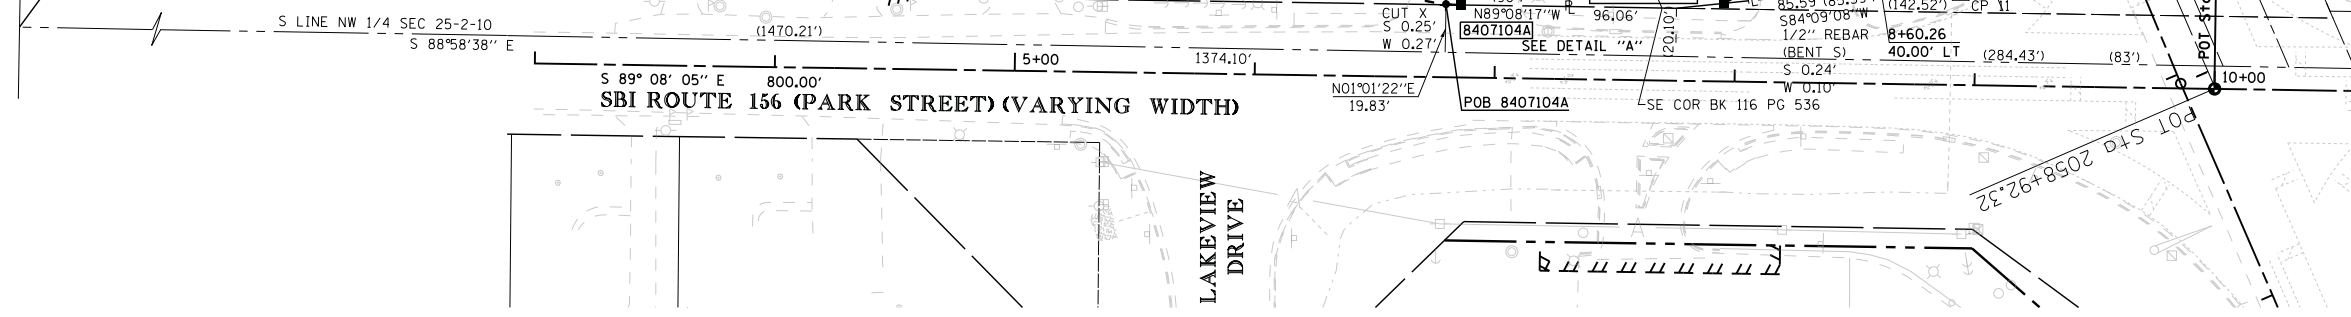 S LINE NW 1/4 SEC 25-2-10
(1470.21')
S 88°58'38" E
S 89° 08' 05" E 800.00'
5+00
1374.10'
SBI ROUTE 156 (PARK STREET) (VARYING WIDTH)
CUT X
S 0.25'
W 0.27'
N89°08'17"W
96.06'
8407104A
SEE DETAIL "A"
(20.10')
N01°01'22"E
19.83'
POB 8407104A
SE COR BK 116 PG 536
85.59
(142.52')
CP 11
S84°09'08"W
1/2" REBAR
(BENT S)
S 0.24'
W 0.10'
8+60.26
40.00' LT
(284.43')
(83')
POT Sta
10+00
POT Sta 2058+92.32
LAKEVIEW
DRIVE